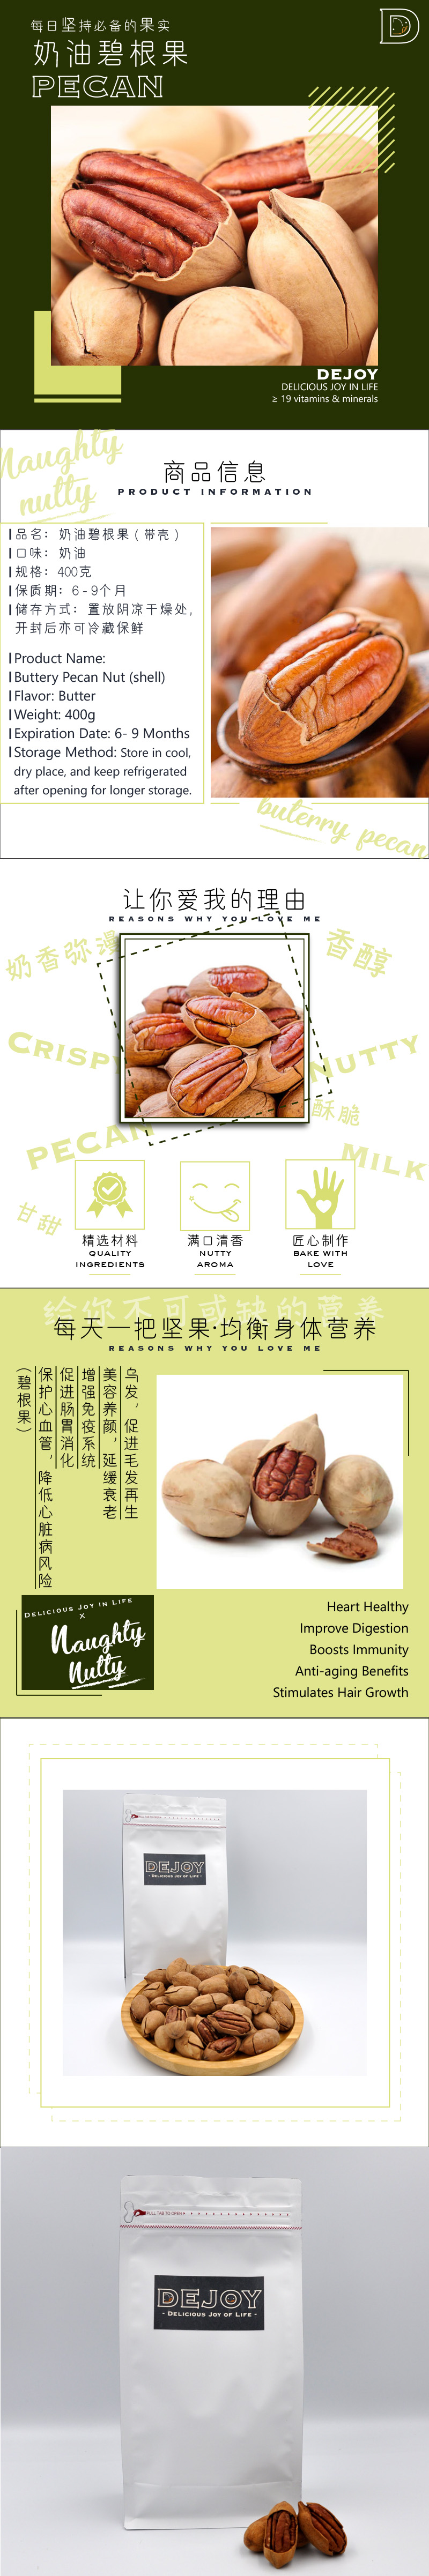 每日坚持必备的果实
奶油碧根果
PECAN
D
DEJOY
DELICIOUS JOY IN LIFE
≥ 19 vitamins & minerals
Naughty
nutty
商品信息
PRODUCT INFORMATION
品名：奶油碧根果（带壳）
口味：奶油
规格：400克
保质期：6-9个月
储存方式：置放阴凉干燥处，
开封后亦可冷藏保鲜
Product Name:
Buttery Pecan Nut (shell)
Flavor: Butter
Weight: 400g
Expiration Date: 6- 9 Months
Storage Method: Store in cool,
dry place, and keep refrigerated
after opening for longer storage.
buterry pecan
让你爱我的理由
REASONS WHY YOU LOVE ME
奶香弥漫
香醇
CRISPY
NUTTY
酥脆
PECAN
MILK
甘甜
精选材料
QUALITY
INGREDIENTS
满口清香
NUTTY
AROMA
匠心制作
BAKE WITH
LOVE
给你不可或缺的营养
每天一把坚果·均衡身体营养
REASONS WHY YOU LOVE ME
乌发，促进毛发再生
美容养颜，延缓衰老
增强免疫系统
促进肠胃消化
保护心血管，降低心脏病风险
（碧根果）
DELICIOUS JOY IN LIFE
X
Naughty
Nutty
Heart Healthy
Improve Digestion
Boosts Immunity
Anti-aging Benefits
Stimulates Hair Growth
DEJOY
- DELICIOUS JOY OF LIFE -
PULL TAB TO OPEN
DEJOY
- DELICIOUS JOY OF LIFE -